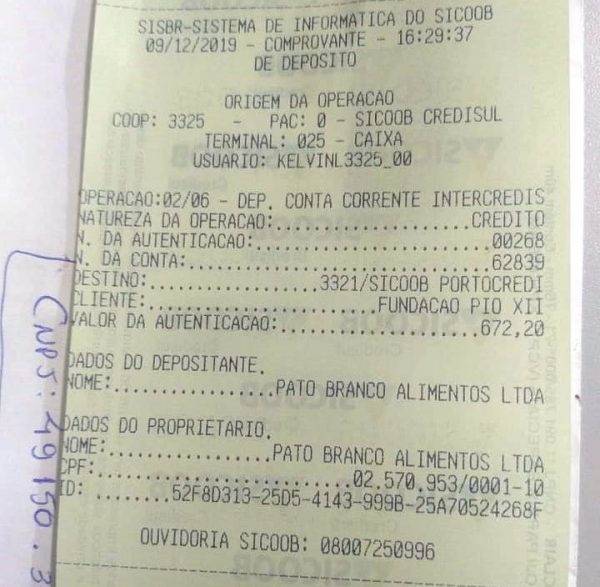 SISBR-SISTEMA DE INFORMATICA DO SICOOB
09/12/2019 - COMPROVANTE - 16:29:37
DE DEPOSITO
ORIGEM DA OPERACAO
COOP: 3325 - PAC: 0 - SICOOB CREDISUL
TERMINAL: 025 - CAIXA
USUARIO: KELVINL3325_00
OPERACAO:02/06 - DEP. CONTA CORRENTE INTERCREDIS
NATUREZA DA OPERACAO:....................CREDITO
N. DA AUTENTICACAO:........................00268
N. DA CONTA:...............................62839
DESTINO:.................3321/SICOOB PORTOCREDI
CLIENTE:........................FUNDACAO PIO XII
VALOR DA AUTENTICACAO:....................672,20
DADOS DO DEPOSITANTE.
NOME:.................PATO BRANCO ALIMENTOS LTDA
DADOS DO PROPRIETARIO.
NOME:.................PATO BRANCO ALIMENTOS LTDA
CPF:..........................02.570.953/0001-10
ID: .......52F8D313-25D5-4143-999B-25A70524268F
OUVIDORIA SICOOB: 08007250996
CNPJ: 49150.3